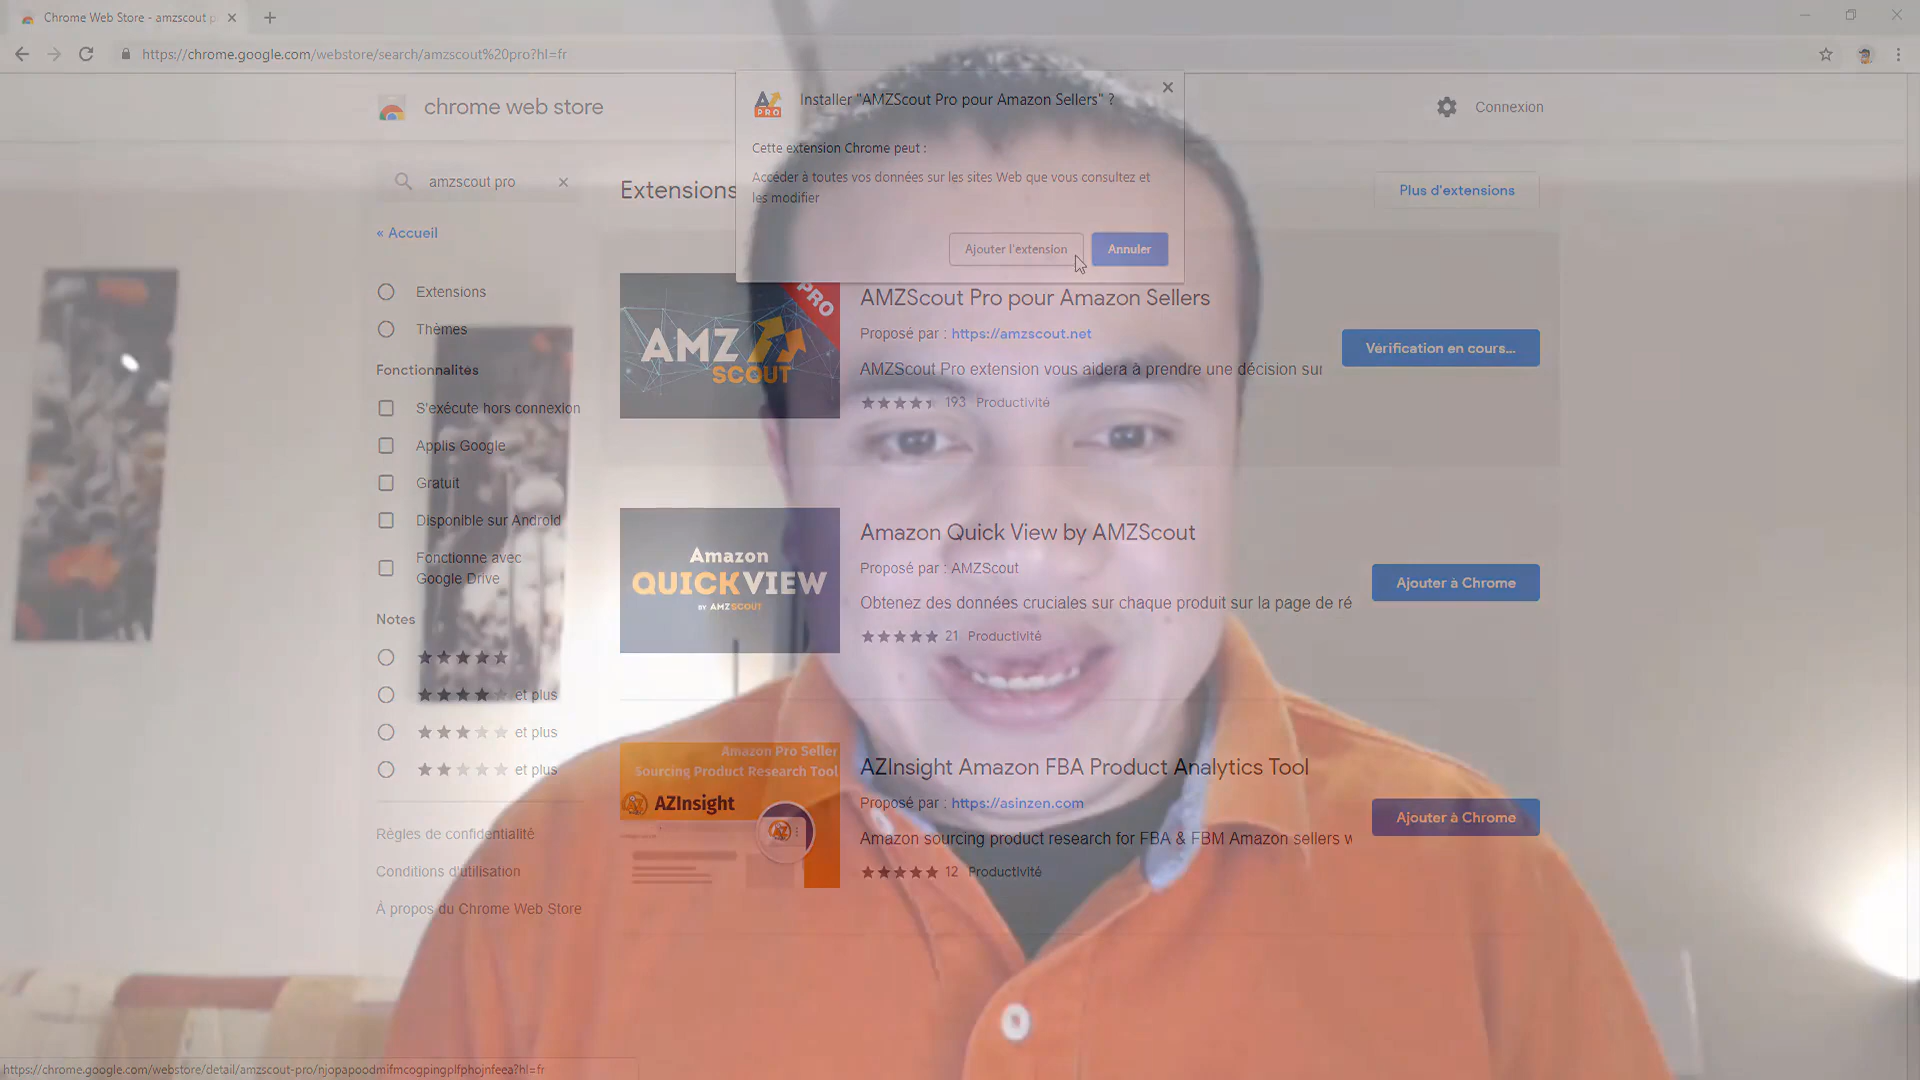 Chrome Web Store - amzscout p
https://chrome.google.com/webstore/search/amzscout%20pro?hl=fr
chrome web store
Connexion
Installer "AMZScout Pro pour Amazon Sellers" ?
Cette extension Chrome peut :
Accéder à toutes vos données sur les sites Web que vous consultez et
les modifier
Ajouter l'extension
Annuler
amzscout pro
« Accueil
Extensions
Thèmes
Fonctionnalités
S'exécute hors connexion
Applis Google
Gratuit
Disponible sur Android
Fonctionne avec
Google Drive
Notes
et plus
et plus
et plus
Règles de confidentialité
Conditions d'utilisation
À propos du Chrome Web Store
Extensions
Plus d'extensions
PRO
AMZ
SCOUT
AMZScout Pro pour Amazon Sellers
Proposé par : https://amzscout.net
AMZScout Pro extension vous aidera à prendre une décision sur
193 Productivité
Vérification en cours...
Amazon
QUICKVIEW
BY AMZSCOUT
Amazon Quick View by AMZScout
Proposé par : AMZScout
Obtenez des données cruciales sur chaque produit sur la page de ré
21 Productivité
Ajouter à Chrome
Amazon Pro Seller
Sourcing Product Research Tool
AZInsight
AZInsight Amazon FBA Product Analytics Tool
Proposé par : https://asinzen.com
Amazon sourcing product research for FBA & FBM Amazon sellers w
12 Productivité
Ajouter à Chrome
https://chrome.google.com/webstore/detail/amzscout-pro/njopapoodmifmcogpingplfphojnfeea?hl=fr